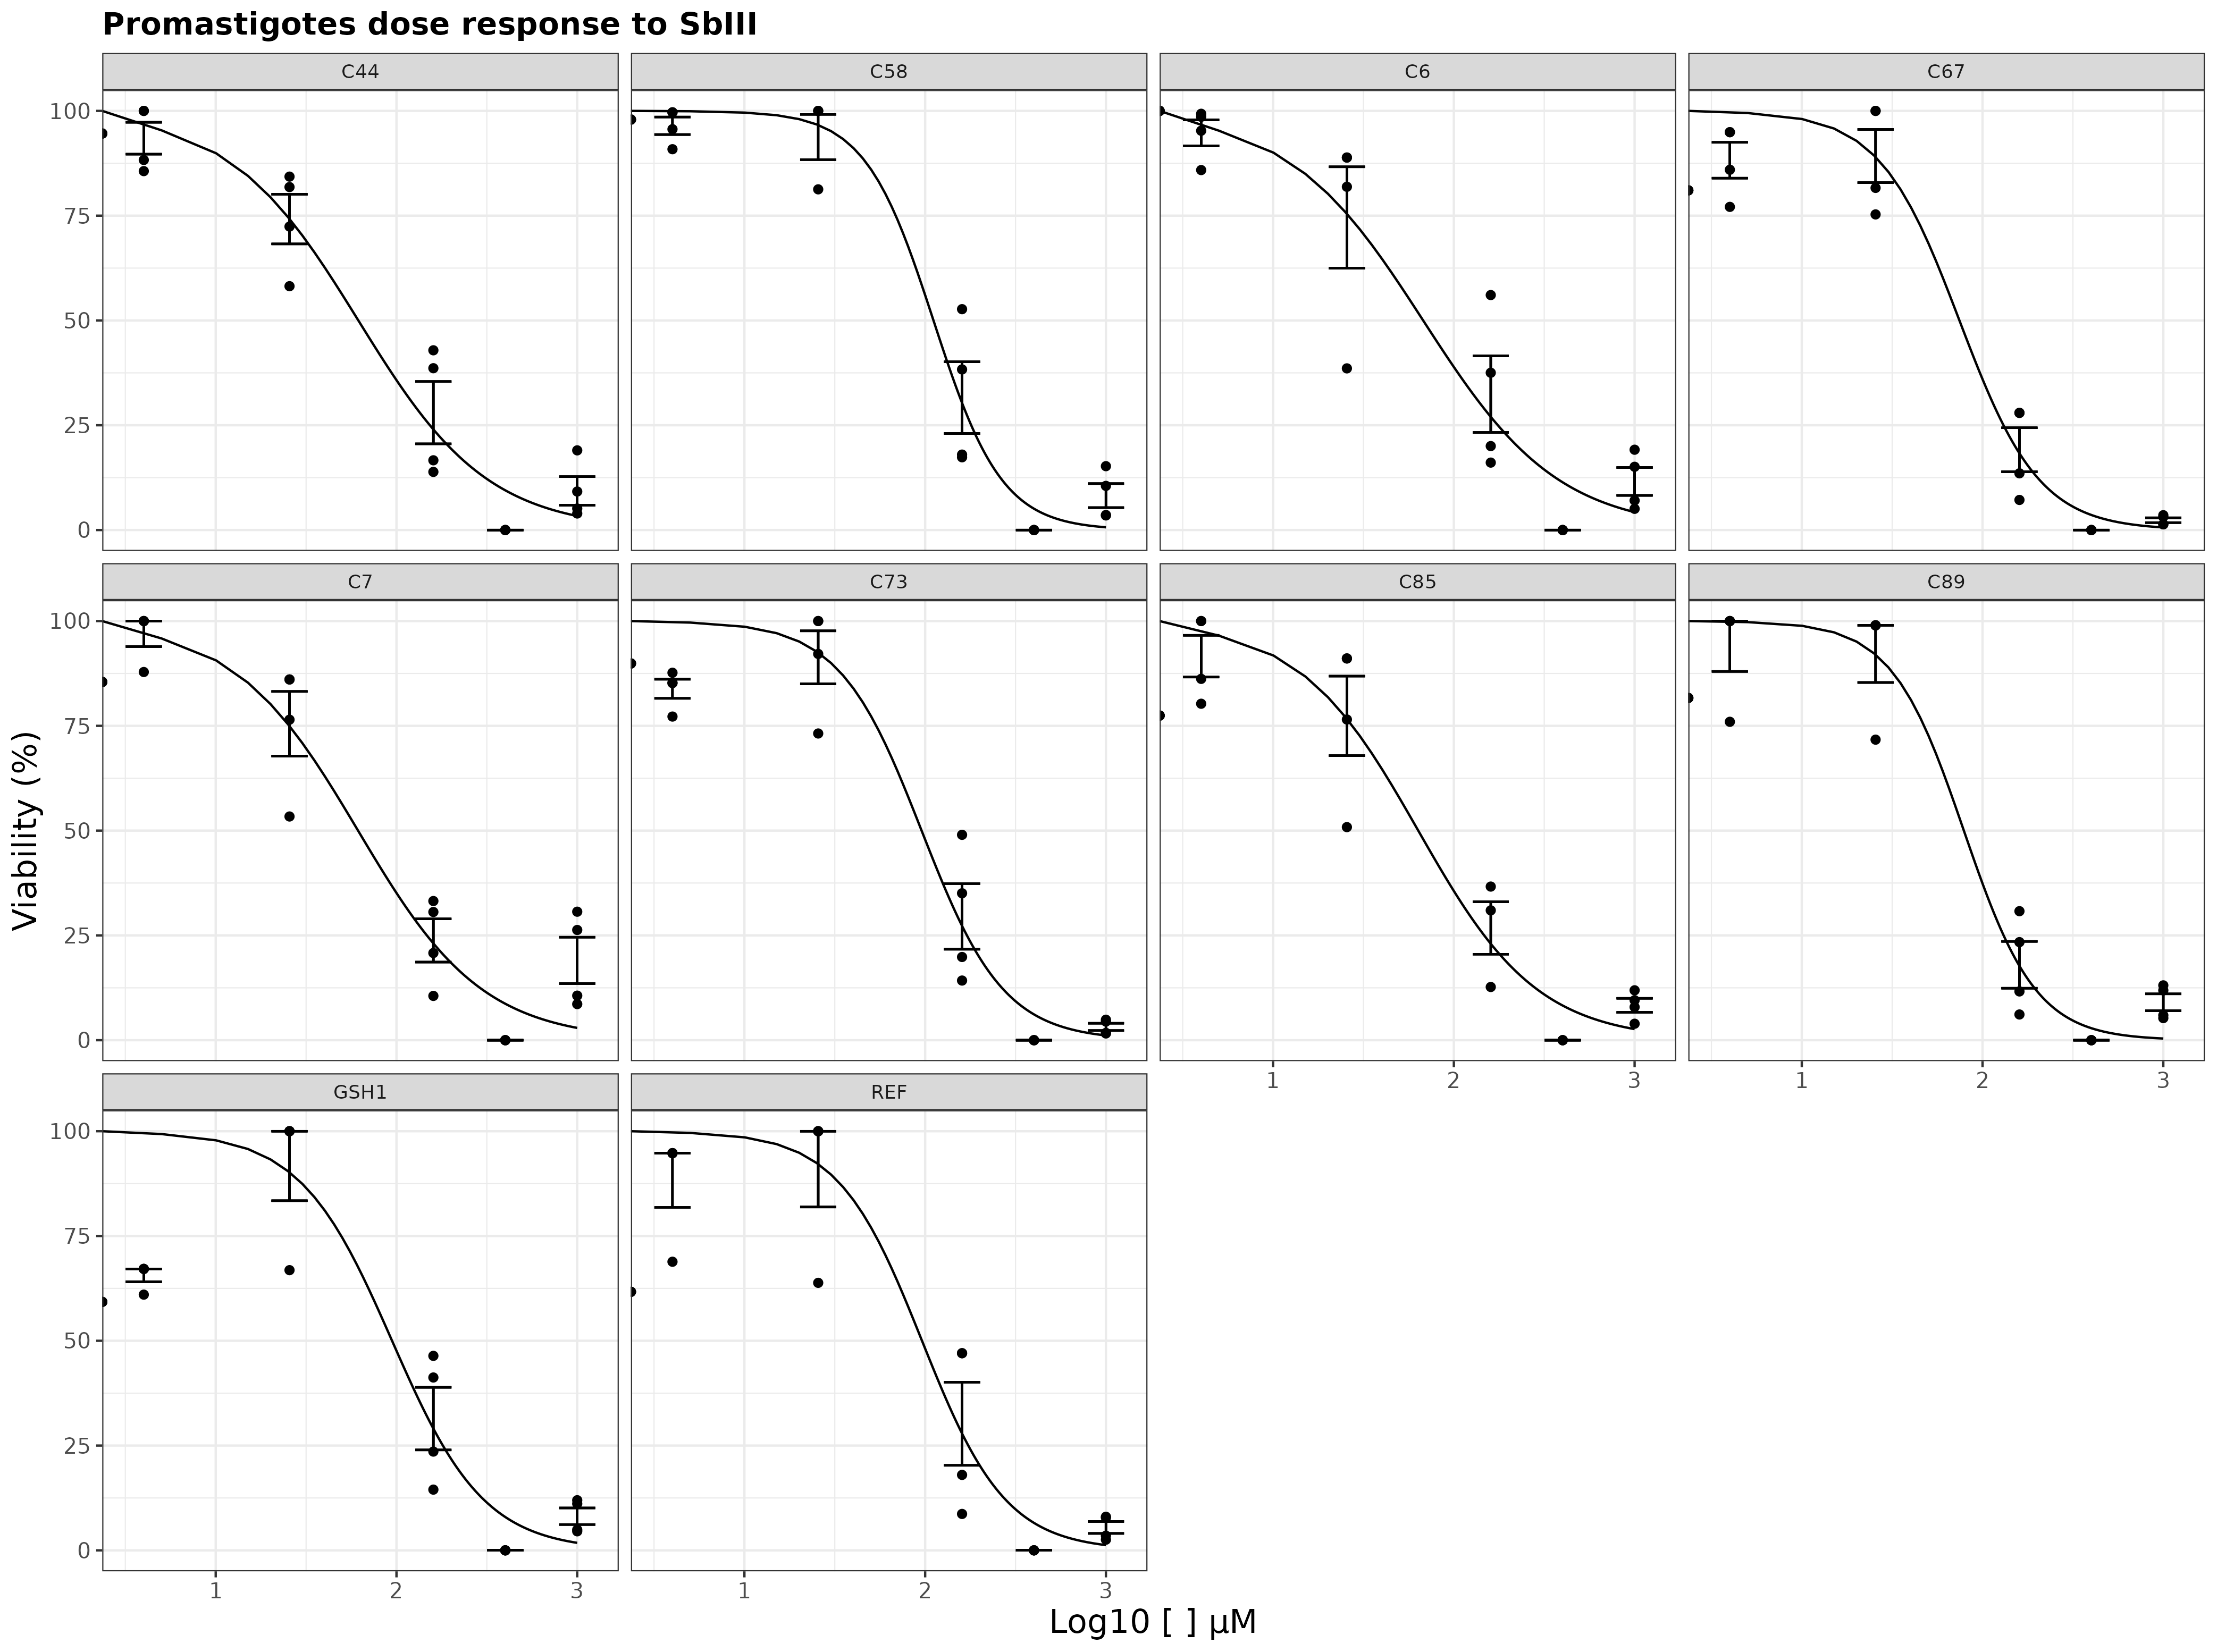 Promastigotes dose response to SbIII
C44 C58 C6 C67
100
75
50
25
0
C7 C73 C85 C89
100
75
50
25
0
1 2 3 1 2 3
GSH1 REF
100
75
50
25
0
1 2 3 1 2 3
Viability (%)
Log10 [ ] µM